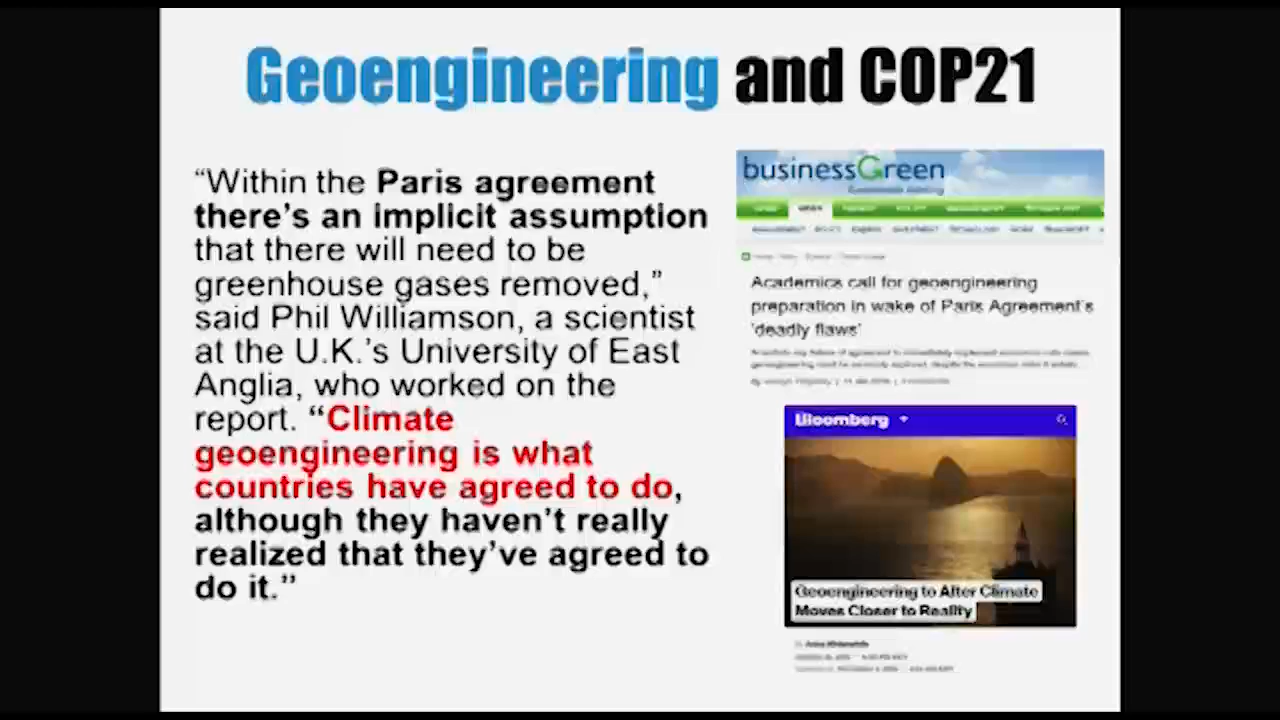 Geoengineering and COP21
“Within the Paris agreement
there’s an implicit assumption
that there will need to be
greenhouse gases removed,”
said Phil Williamson, a scientist
at the U.K.’s University of East
Anglia, who worked on the
report. “Climate
geoengineering is what
countries have agreed to do,
although they haven’t really
realized that they’ve agreed to
do it.”
businessGreen
Academics call for geoengineering
preparation in wake of Paris Agreement's
'deadly flaws'
Bloomberg
Geoengineering to Alter Climate
Moves Closer to Reality